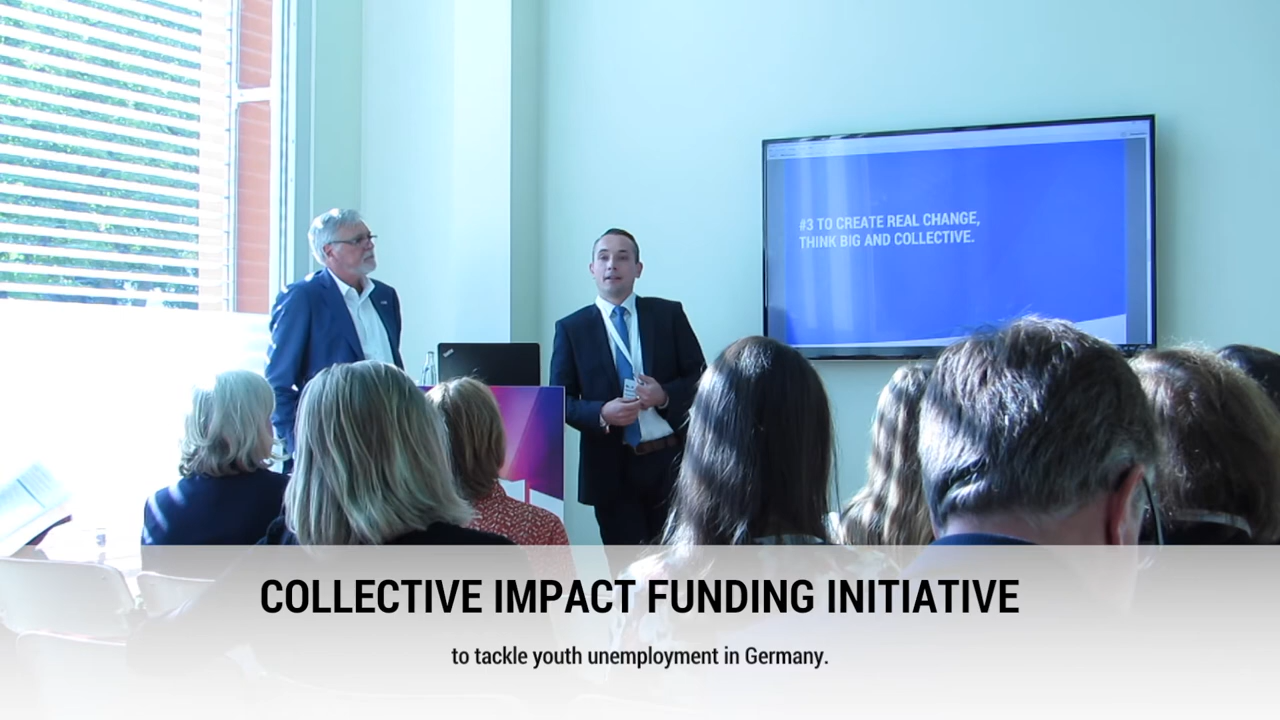 #3 TO CREATE REAL CHANGE,
THINK BIG AND COLLECTIVE.
COLLECTIVE IMPACT FUNDING INITIATIVE
to tackle youth unemployment in Germany.